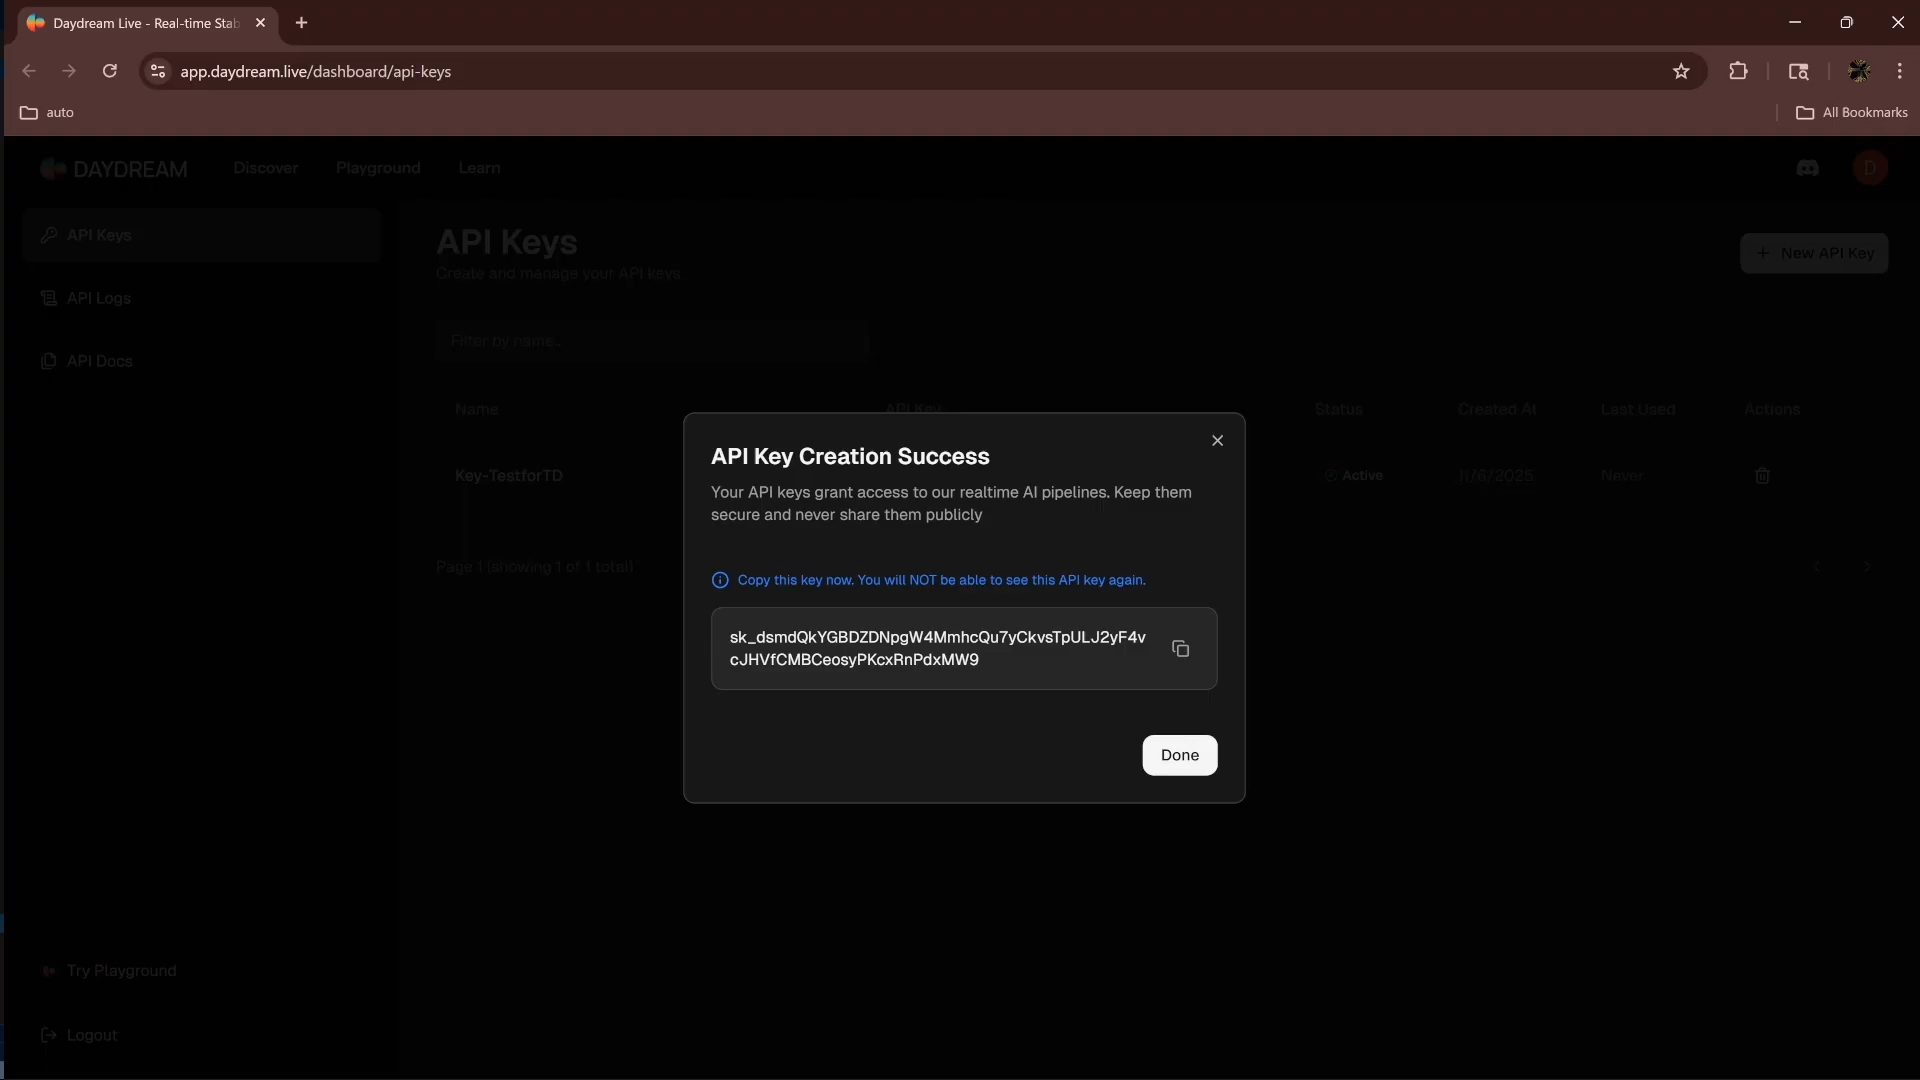 Daydream Live - Real-time Stab
app.daydream.live/dashboard/api-keys
auto
All Bookmarks
DAYDREAM
Discover
Playground
Learn
D
API Keys
API Logs
API Docs
API Keys
Create and manage your API keys
+ New API Key
Filter by name...
Name
API Key
Status
Created At
Last Used
Actions
Key-TestforTD
Active
11/6/2025
Never
Page 1 (showing 1 of 1 total)
API Key Creation Success
Your API keys grant access to our realtime AI pipelines. Keep them
secure and never share them publicly
Copy this key now. You will NOT be able to see this API key again.
sk_dsmdQkYGBDZDNpgW4MmhcQu7yCkvsTpULJ2yF4v
cJHVfCMBCeosyPKcxRnPdxMW9
Done
Try Playground
Logout